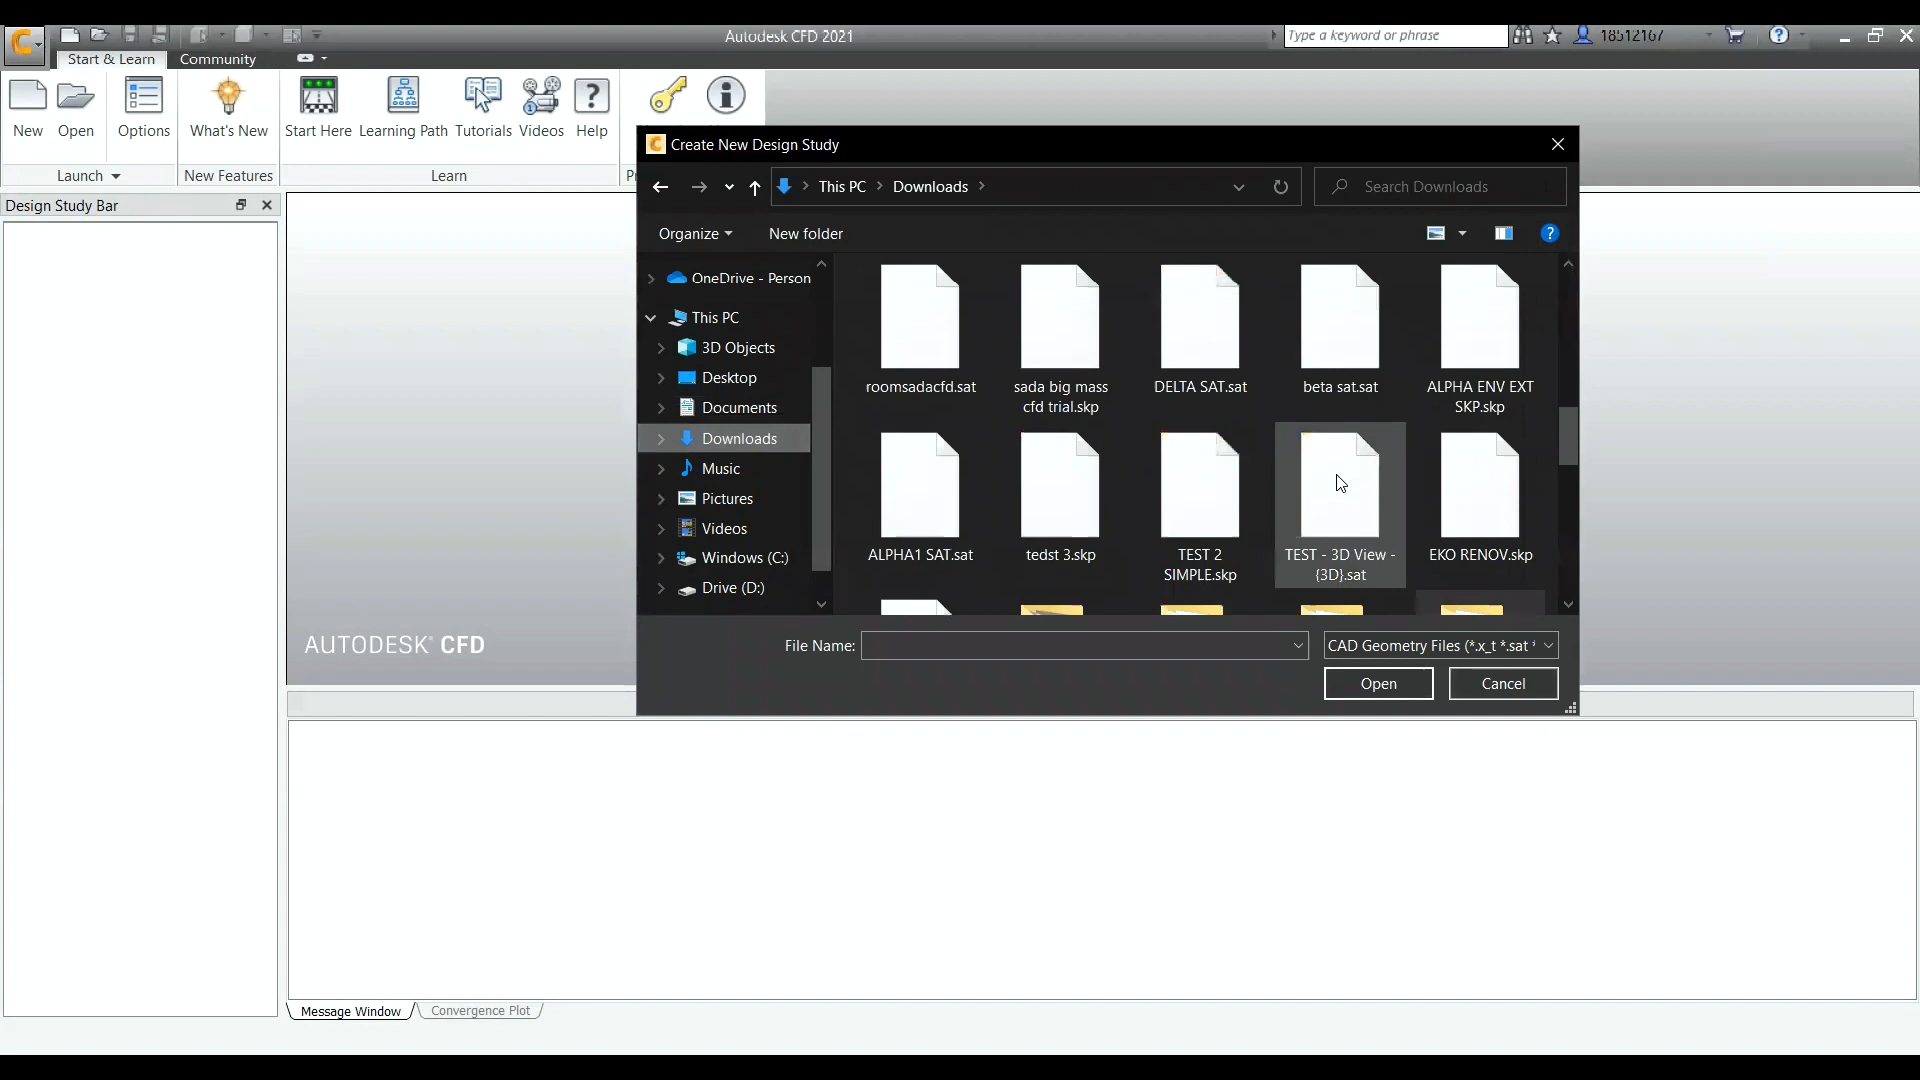 Autodesk CFD 2021
Type a keyword or phrase
18512167
Start & Learn
Community
New
Open
Options
What's New
Start Here
Learning Path
Tutorials
Videos
Help
Launch
New Features
Learn
Design Study Bar
Create New Design Study
This PC
Downloads
Search Downloads
Organize
New folder
OneDrive - Person
This PC
3D Objects
Desktop
Documents
Downloads
Music
Pictures
Videos
Windows (C:)
Drive (D:)
roomsadacfd.sat
sada big mass
cfd trial.skp
DELTA SAT.sat
beta sat.sat
ALPHA ENV EXT
SKP.skp
ALPHA1 SAT.sat
tedst 3.skp
TEST 2
SIMPLE.skp
TEST - 3D View -
{3D}.sat
EKO RENOV.skp
File Name:
CAD Geometry Files (*.x_t *.sat *
Open
Cancel
AUTODESK® CFD
Message Window
Convergence Plot